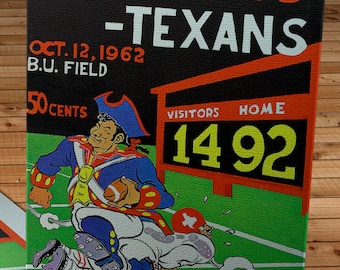 -TEXANS
OCT. 12, 1962
B.U. FIELD
50 CENTS
VISITORS HOME
14 92